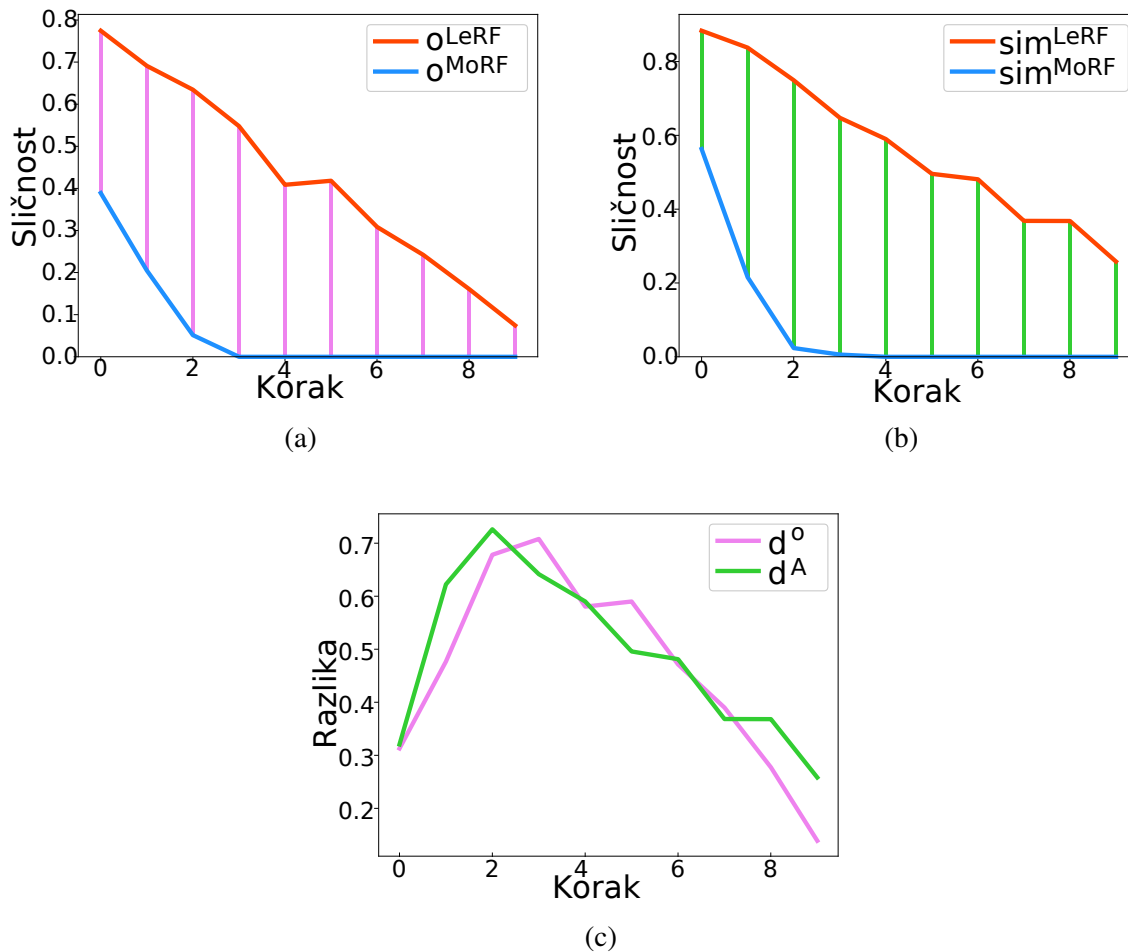 0.8
0.7
0.6
0.5
0.4
0.3
0.2
0.1
0.0
Sličnost
0 2 4 6 8
Korak
o^LeRF
o^MoRF
(a)
0.8
0.6
0.4
0.2
0.0
Sličnost
0 2 4 6 8
Korak
sim^LeRF
sim^MoRF
(b)
0.7
0.6
0.5
0.4
0.3
0.2
Razlika
0 2 4 6 8
Korak
d^o
d^A
(c)